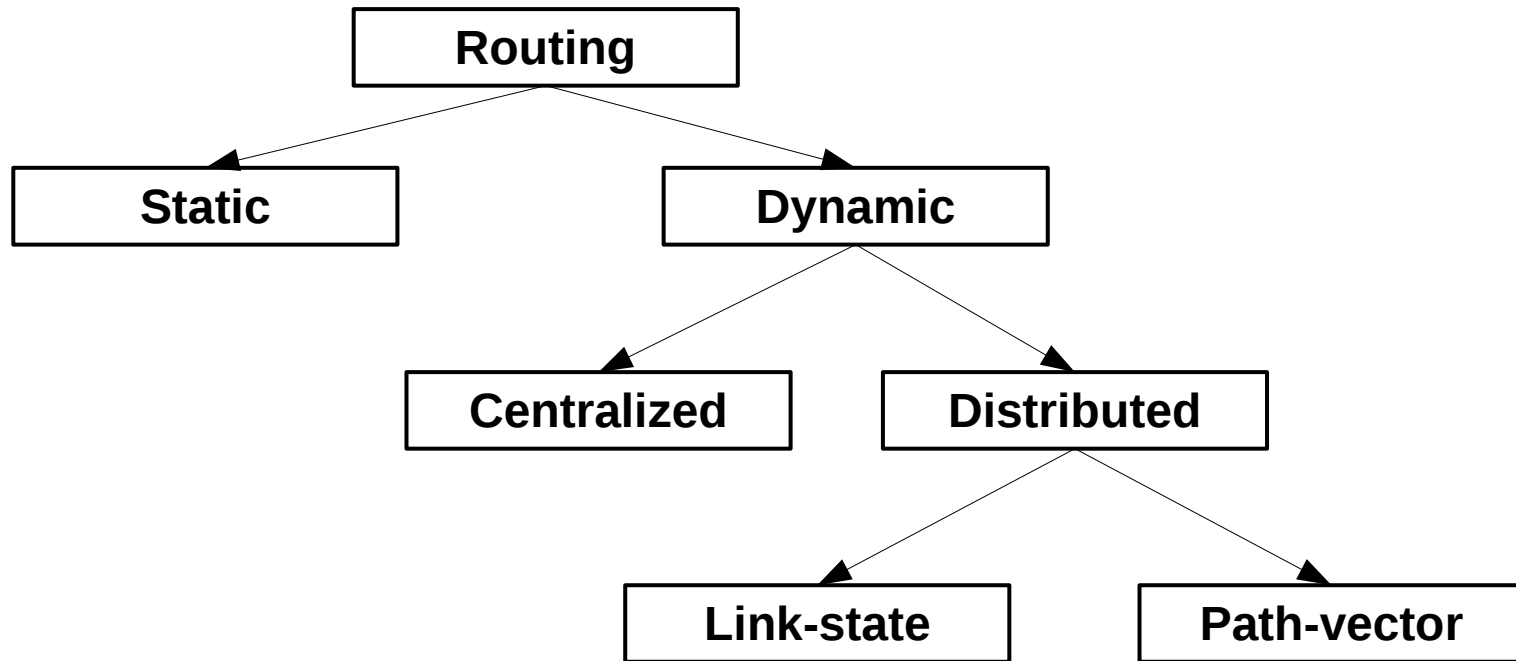 Routing
Static
Dynamic
Centralized
Distributed
Link-state
Path-vector